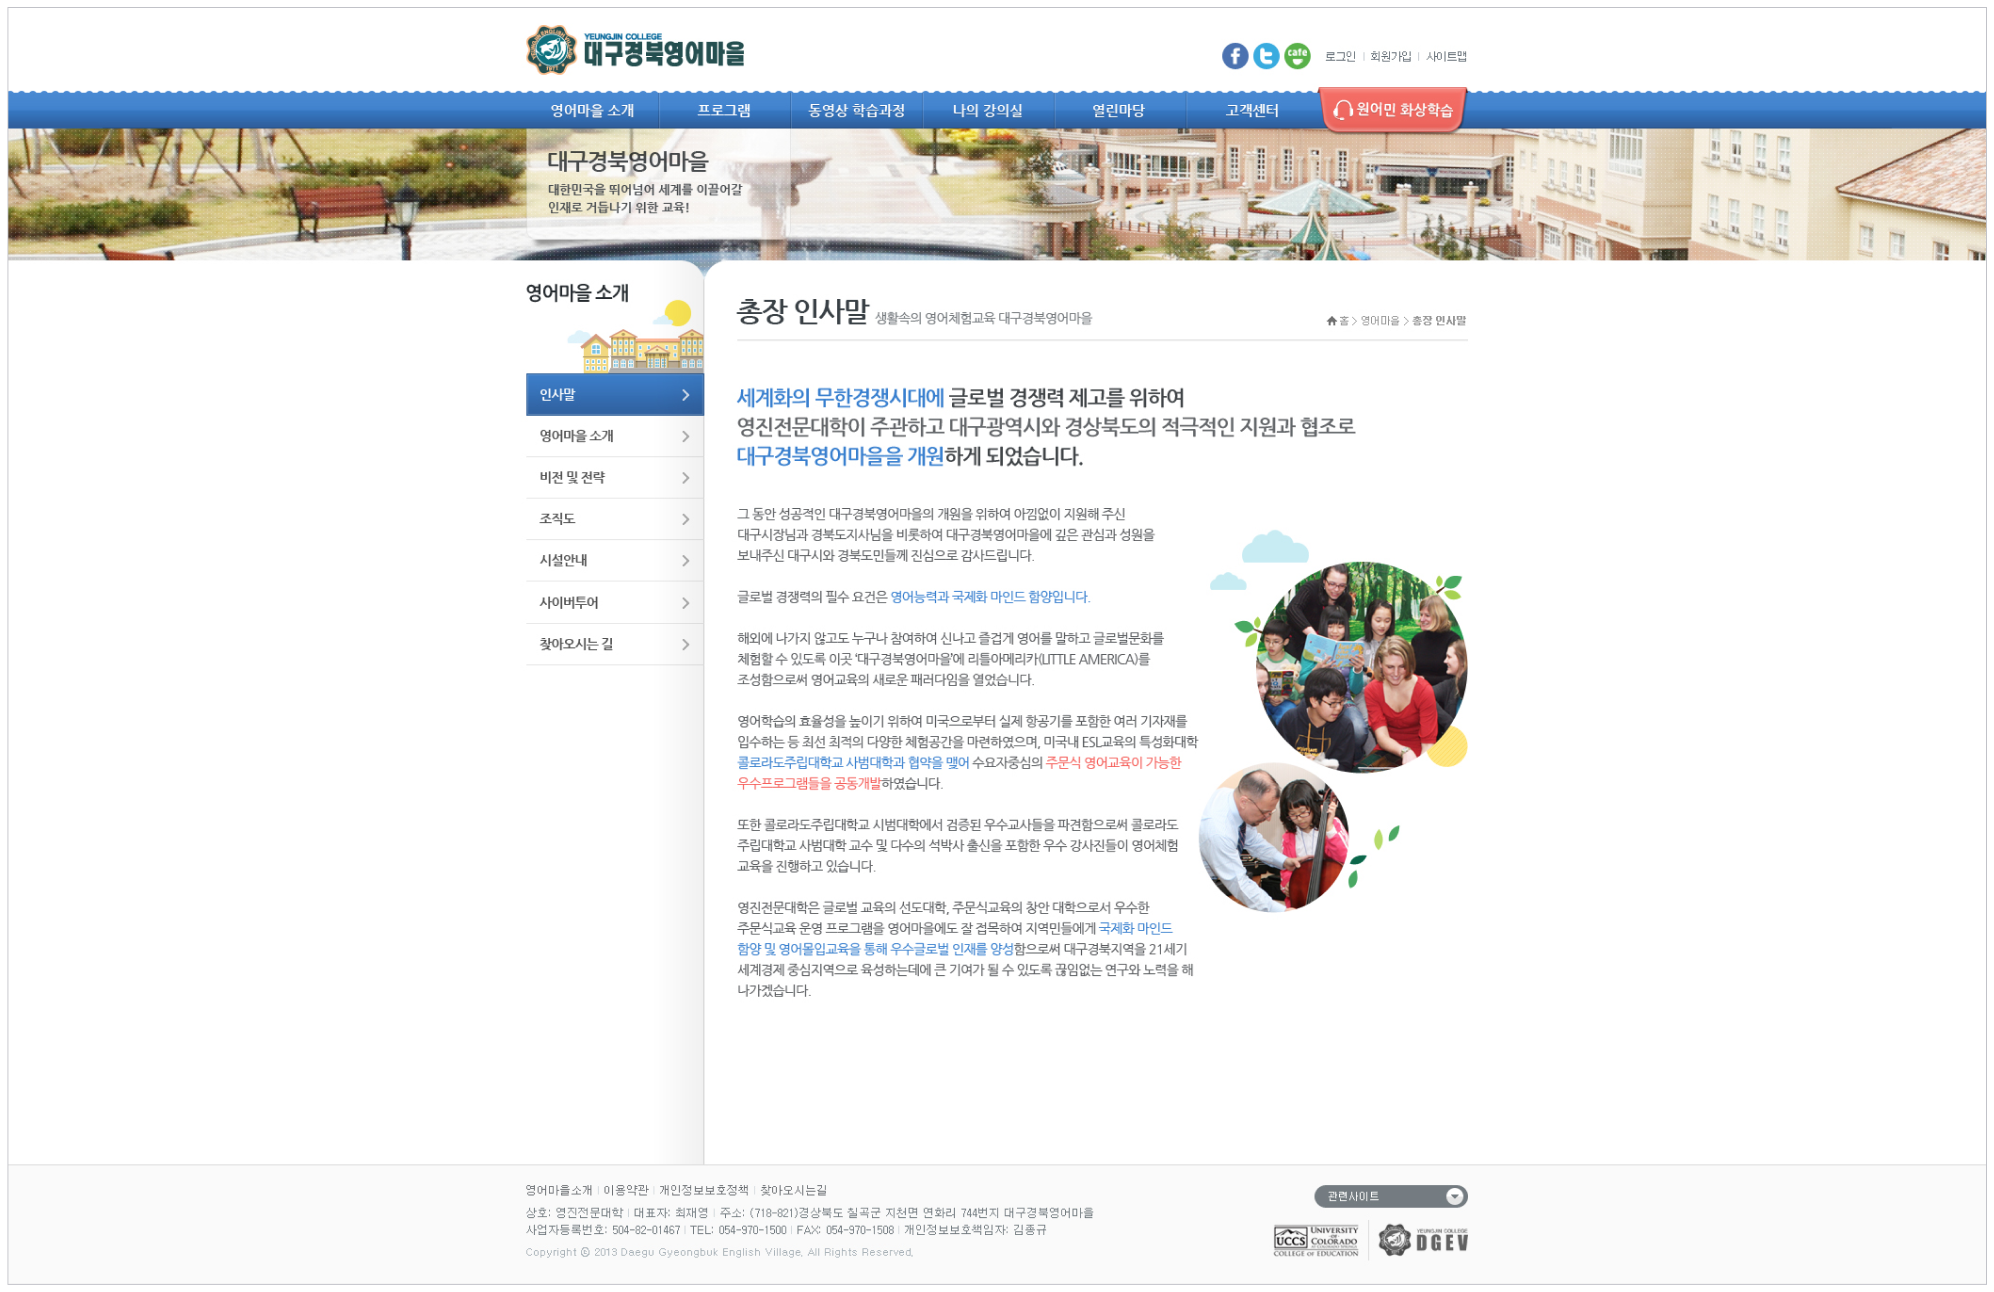 YEUNGJIN COLLEGE
대구경북영어마을
cafe
로그인 | 회원가입 | 사이트맵
영어마을 소개
프로그램
동영상 학습과정
나의 강의실
열린마당
고객센터
원어민 화상학습
대구경북영어마을
대한민국을 뛰어넘어 세계를 이끌어갈
인재로 거듭나기 위한 교육!
영어마을 소개
인사말
영어마을 소개
비전 및 전략
조직도
시설안내
사이버투어
찾아오시는 길
총장 인사말 생활속의 영어체험교육 대구경북영어마을
홈 > 영어마을 > 총장 인사말
세계화의 무한경쟁시대에 글로벌 경쟁력 제고를 위하여
영진전문대학이 주관하고 대구광역시와 경상북도의 적극적인 지원과 협조로
대구경북영어마을을 개원하게 되었습니다.
그 동안 성공적인 대구경북영어마을의 개원을 위하여 아낌없이 지원해 주신
대구시장님과 경북도지사님을 비롯하여 대구경북영어마을에 깊은 관심과 성원을
보내주신 대구시와 경북도민들께 진심으로 감사드립니다.
글로벌 경쟁력의 필수 요건은 영어능력과 국제화 마인드 함양입니다.
해외에 나가지 않고도 누구나 참여하여 신나고 즐겁게 영어를 말하고 글로벌문화를
체험할 수 있도록 이곳 ‘대구경북영어마을’에 리틀아메리카(LITTLE AMERICA)를
조성함으로써 영어교육의 새로운 패러다임을 열었습니다.
영어학습의 효율성을 높이기 위하여 미국으로부터 실제 항공기를 포함한 여러 기자재를
입수하는 등 최선 최적의 다양한 체험공간을 마련하였으며, 미국내 ESL교육의 특성화대학
콜로라도주립대학교 사범대학과 협약을 맺어 수요자중심의 주문식 영어교육이 가능한
우수프로그램들을 공동개발하였습니다.
또한 콜로라도주립대학교 시범대학에서 검증된 우수교사들을 파견함으로써 콜로라도
주립대학교 사범대학 교수 및 다수의 석박사 출신을 포함한 우수 강사진들이 영어체험
교육을 진행하고 있습니다.
영진전문대학은 글로벌 교육의 선도대학, 주문식교육의 창안 대학으로서 우수한
주문식교육 운영 프로그램을 영어마을에도 잘 접목하여 지역민들에게 국제화 마인드
함양 및 영어몰입교육을 통해 우수글로벌 인재를 양성함으로써 대구경북지역을 21세기
세계경제 중심지역으로 육성하는데에 큰 기여가 될 수 있도록 끊임없는 연구와 노력을 해
나가겠습니다.
영어마을소개 | 이용약관 | 개인정보보호정책 | 찾아오시는길
상호: 영진전문대학 | 대표자: 최재영 | 주소: (718-821)경상북도 칠곡군 지천면 연화리 744번지 대구경북영어마을
사업자등록번호: 504-82-01467 | TEL: 054-970-1500 | FAX: 054-970-1508 | 개인정보보호책임자: 김종규
Copyright © 2013 Daegu Gyeongbuk English Village. All Rights Reserved.
관련사이트
UCCS UNIVERSITY OF COLORADO
COLLEGE OF EDUCATION
YEUNGJIN COLLEGE
DGEV